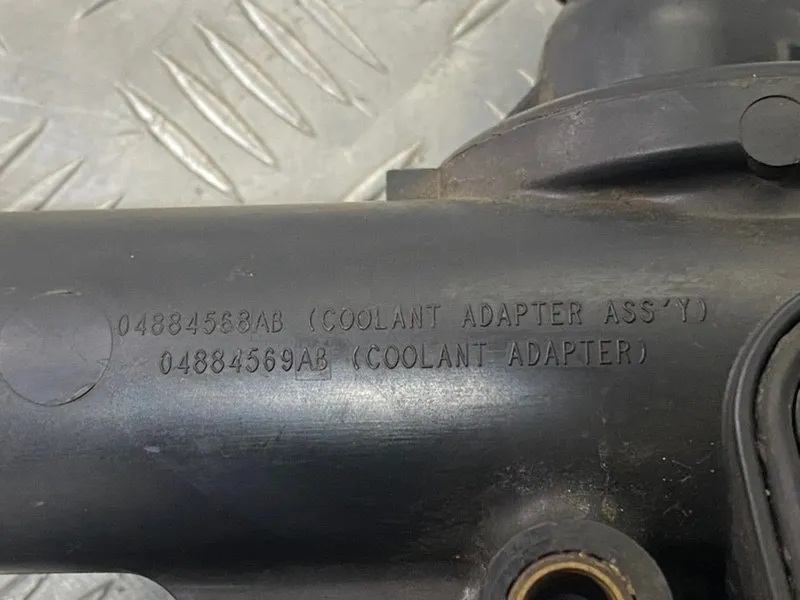 04884568AB (COOLANT ADAPTER ASS'Y)
04884569AB (COOLANT ADAPTER)